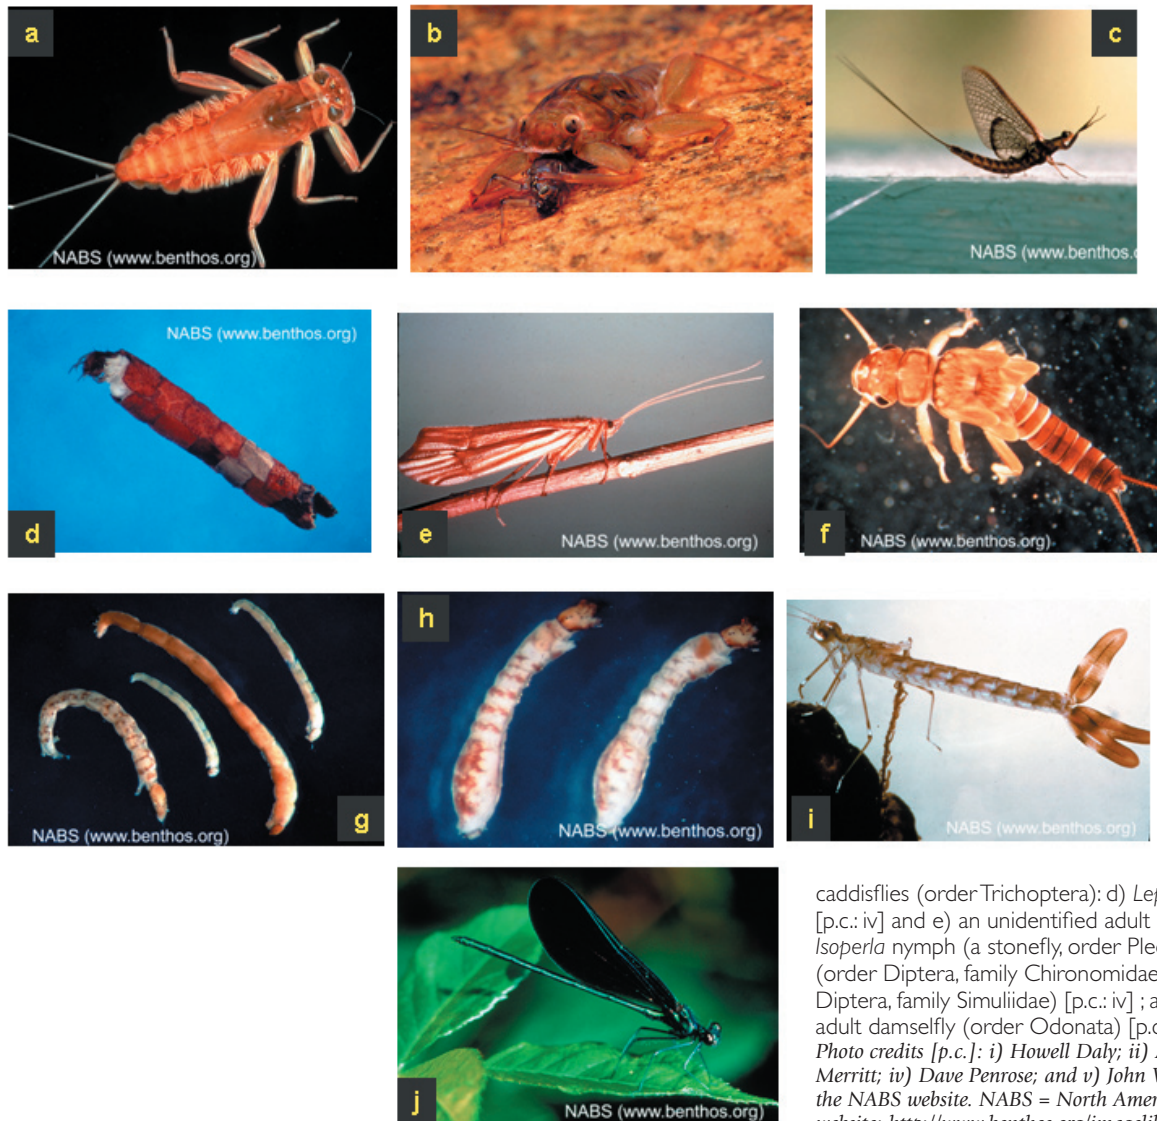 a
b
c
NABS (www.benthos.org)
NABS (www.benthos.
NABS (www.benthos.org)
d
e
NABS (www.benthos.org)
f
NABS (www.benthos.org)
g
NABS (www.benthos.org)
h
NABS (www.benthos.org)
i
NABS (www.benthos.org)
j
NABS (www.benthos.org)
caddisflies (order Trichoptera): d)
[p.c.: iv] and e) an unidentified adult
Isoperla nymph (a stonefly, order
(order Diptera, family Chironomidae
Diptera, family Simuliidae) [p.c.: iv] ;
adult damselfly (order Odonata)
Photo credits [p.c.]: i) Howell Daly; ii)
Merritt; iv) Dave Penrose; and v) John
the NABS website. NABS = North